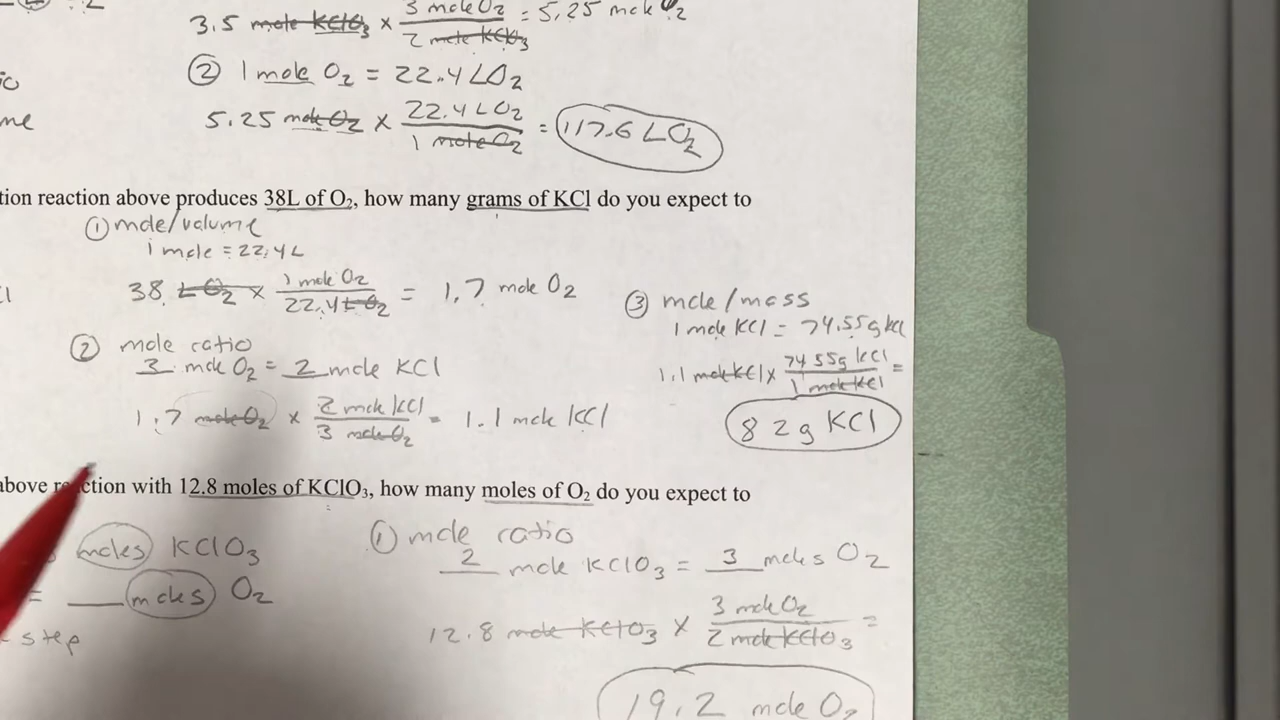 3.5 mole KClO3 × 3 mole O2 / 2 mole KClO3 = 5.25 mole O2
② 1 mole O2 = 22.4 L O2
5.25 mole O2 × 22.4 L O2 / 1 mole O2 = 117.6 L O2
me
tion reaction above produces 38L of O2, how many grams of KCl do you expect to
① mole/volume
1 mole = 22.4 L
38 L O2 × 1 mole O2 / 22.4 L O2 = 1.7 mole O2
② mole ratio
3 mole O2 = 2 mole KCl
1.7 mole O2 × 2 mole KCl / 3 mole O2 = 1.1 mole KCl
③ mole/mass
1 mole KCl = 74.55g KCl
1.1 mole KCl × 74.55g KCl / 1 mole KCl =
82g KCl
above reaction with 12.8 moles of KClO3, how many moles of O2 do you expect to
moles KClO3
= ___ moles O2
step
① mole ratio
2 mole KClO3 = 3 moles O2
12.8 mole KClO3 × 3 mole O2 / 2 mole KClO3 =
19.2 mole O2